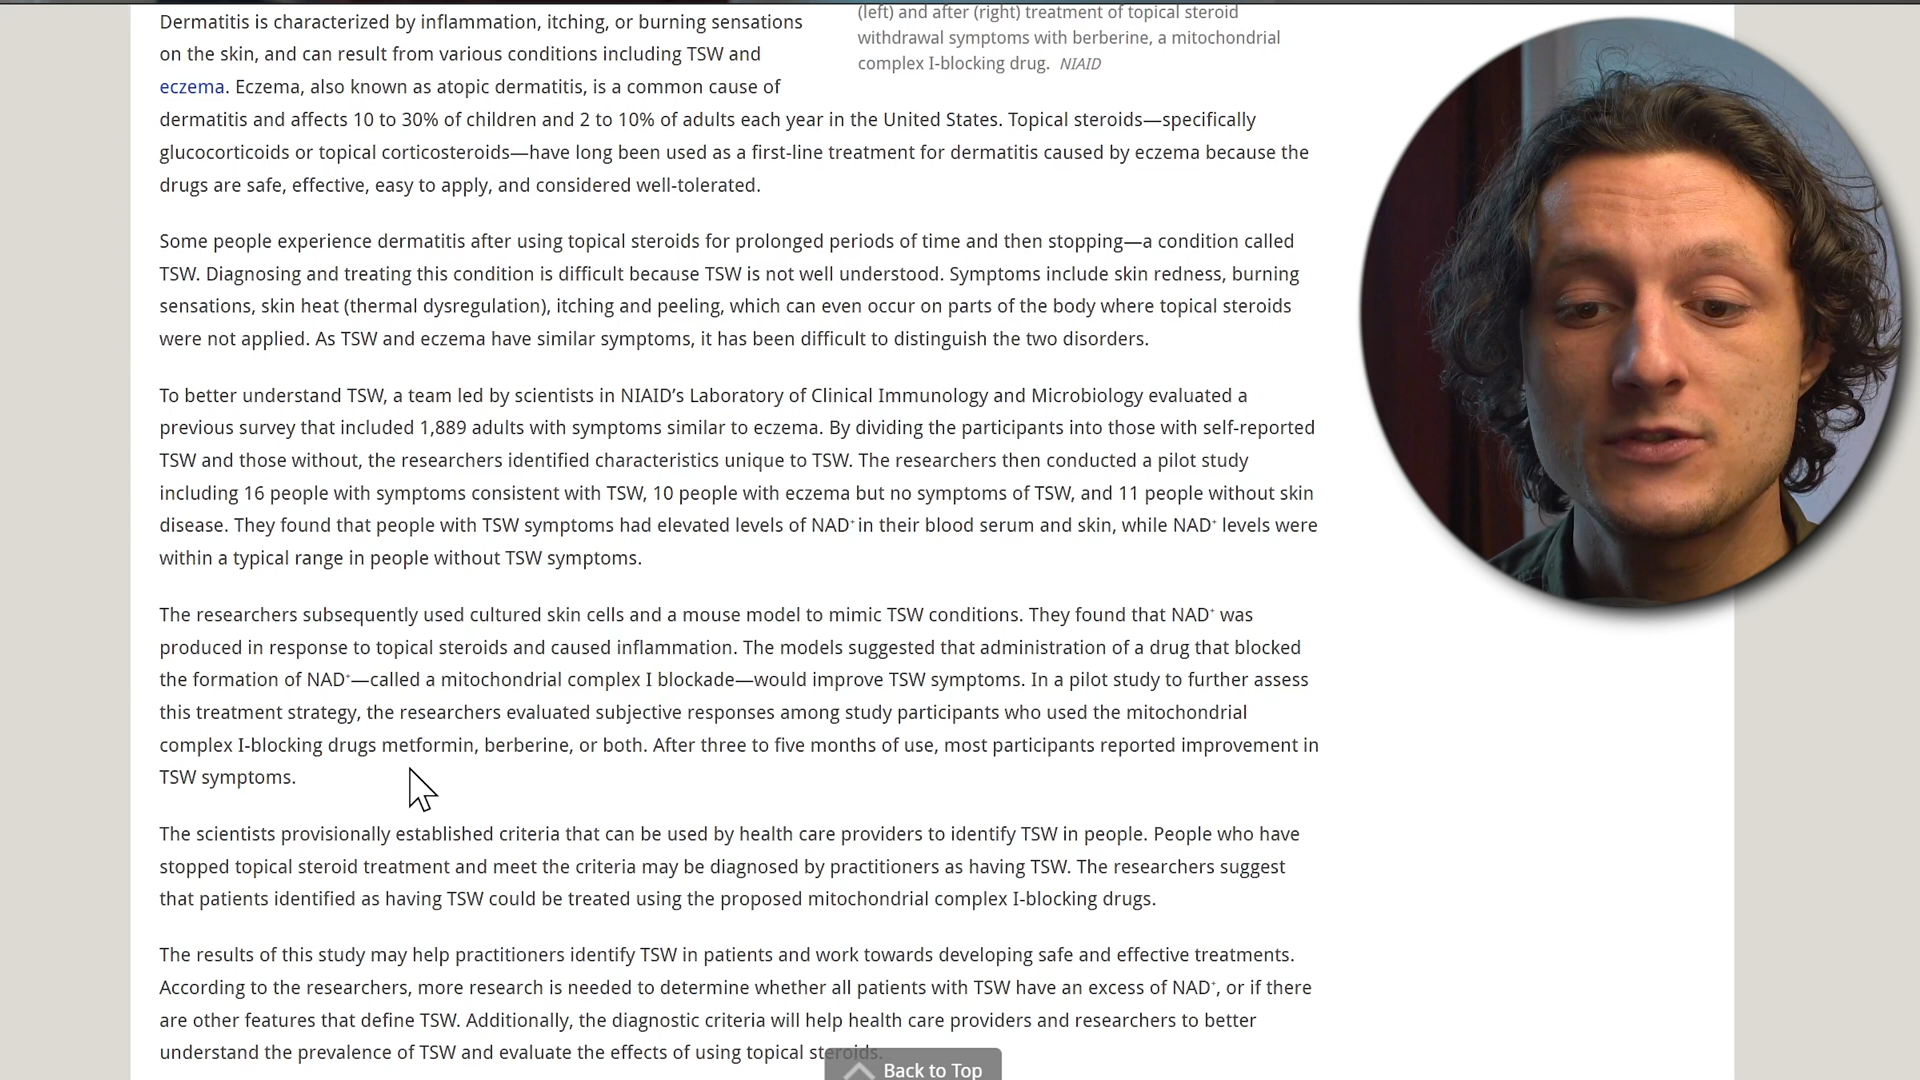 Dermatitis is characterized by inflammation, itching, or burning sensations
on the skin, and can result from various conditions including TSW and
eczema. Eczema, also known as atopic dermatitis, is a common cause of
(left) and after (right) treatment of topical steroid
withdrawal symptoms with berberine, a mitochondrial
complex I-blocking drug. NIAID
dermatitis and affects 10 to 30% of children and 2 to 10% of adults each year in the United States. Topical steroids—specifically
glucocorticoids or topical corticosteroids—have long been used as a first-line treatment for dermatitis caused by eczema because the
drugs are safe, effective, easy to apply, and considered well-tolerated.
Some people experience dermatitis after using topical steroids for prolonged periods of time and then stopping—a condition called
TSW. Diagnosing and treating this condition is difficult because TSW is not well understood. Symptoms include skin redness, burning
sensations, skin heat (thermal dysregulation), itching and peeling, which can even occur on parts of the body where topical steroids
were not applied. As TSW and eczema have similar symptoms, it has been difficult to distinguish the two disorders.
To better understand TSW, a team led by scientists in NIAID’s Laboratory of Clinical Immunology and Microbiology evaluated a
previous survey that included 1,889 adults with symptoms similar to eczema. By dividing the participants into those with self-reported
TSW and those without, the researchers identified characteristics unique to TSW. The researchers then conducted a pilot study
including 16 people with symptoms consistent with TSW, 10 people with eczema but no symptoms of TSW, and 11 people without skin
disease. They found that people with TSW symptoms had elevated levels of NAD⁺ in their blood serum and skin, while NAD⁺ levels were
within a typical range in people without TSW symptoms.
The researchers subsequently used cultured skin cells and a mouse model to mimic TSW conditions. They found that NAD⁺ was
produced in response to topical steroids and caused inflammation. The models suggested that administration of a drug that blocked
the formation of NAD⁺—called a mitochondrial complex I blockade—would improve TSW symptoms. In a pilot study to further assess
this treatment strategy, the researchers evaluated subjective responses among study participants who used the mitochondrial
complex I-blocking drugs metformin, berberine, or both. After three to five months of use, most participants reported improvement in
TSW symptoms.
The scientists provisionally established criteria that can be used by health care providers to identify TSW in people. People who have
stopped topical steroid treatment and meet the criteria may be diagnosed by practitioners as having TSW. The researchers suggest
that patients identified as having TSW could be treated using the proposed mitochondrial complex I-blocking drugs.
The results of this study may help practitioners identify TSW in patients and work towards developing safe and effective treatments.
According to the researchers, more research is needed to determine whether all patients with TSW have an excess of NAD⁺, or if there
are other features that define TSW. Additionally, the diagnostic criteria will help health care providers and researchers to better
understand the prevalence of TSW and evaluate the effects of using topical steroids.
Back to Top